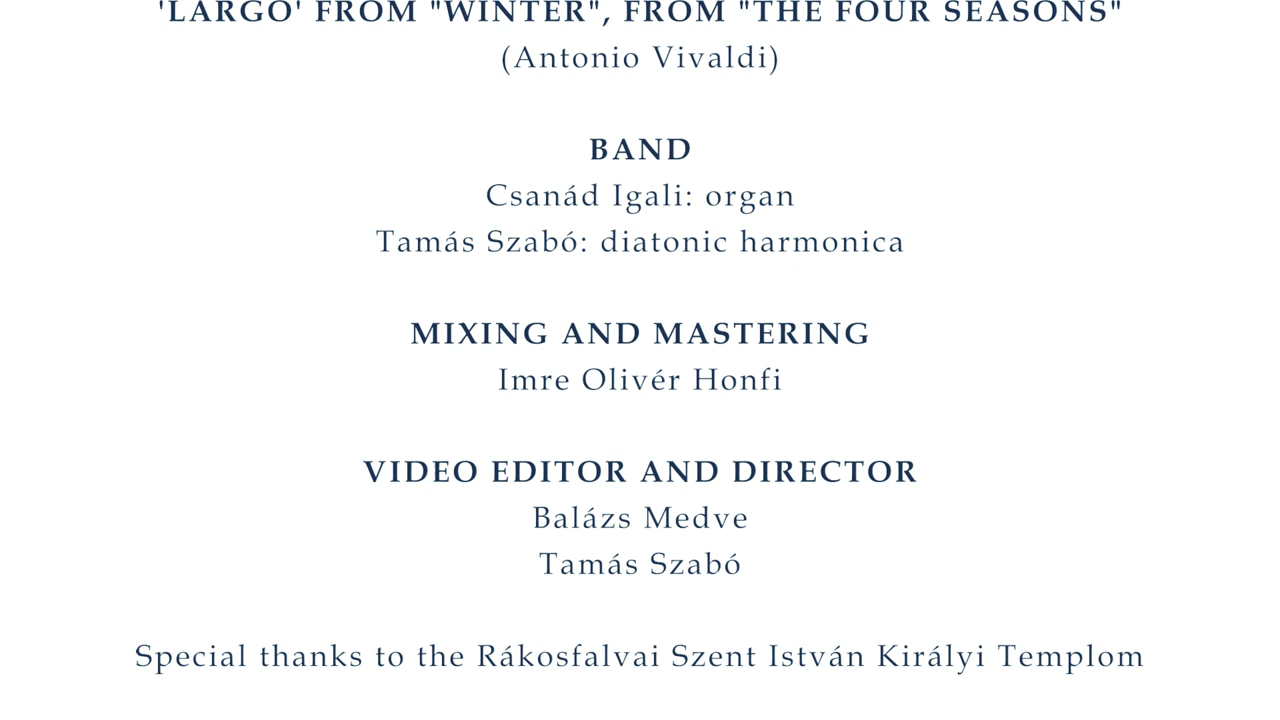 'LARGO' FROM "WINTER", FROM "THE FOUR SEASONS"
(Antonio Vivaldi)
BAND
Csanád Igali: organ
Tamás Szabó: diatonic harmonica
MIXING AND MASTERING
Imre Olivér Honfi
VIDEO EDITOR AND DIRECTOR
Balázs Medve
Tamás Szabó
Special thanks to the Rákosfalvai Szent István Királyi Templom